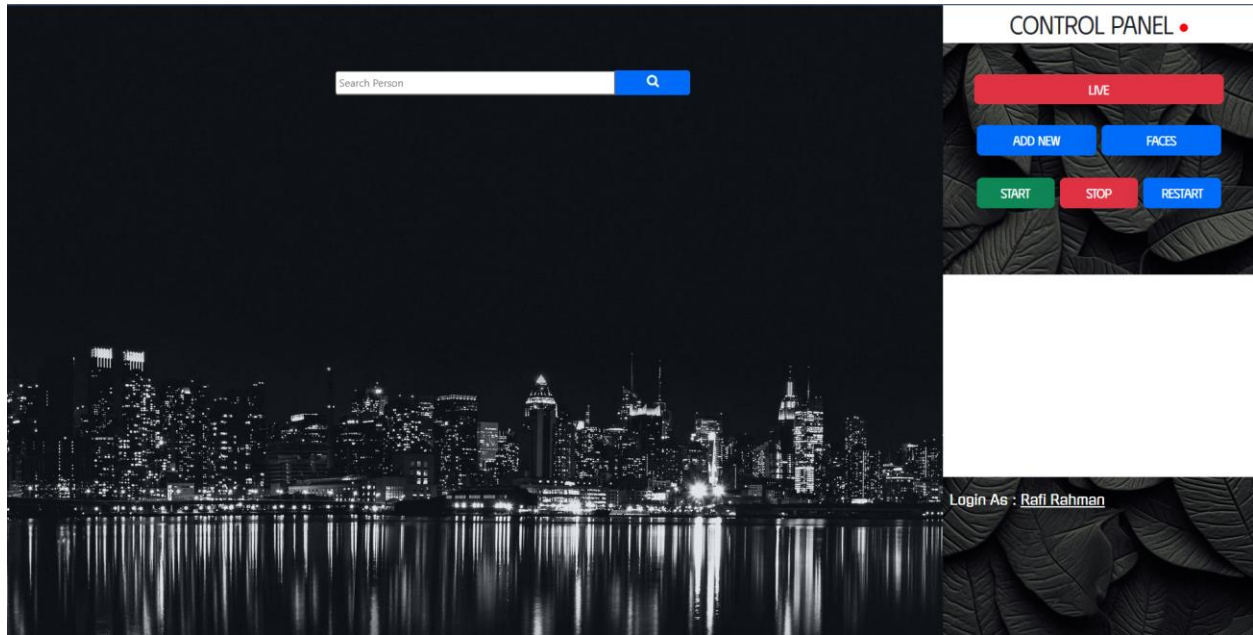 Search Person
CONTROL PANEL
LIVE
ADD NEW FACES
START STOP RESTART
Login As : Rafi Rahman